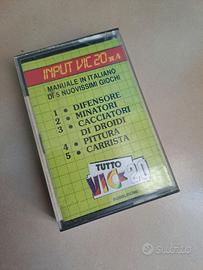 INPUT VIC 20 N.4
MANUALE IN ITALIANO
DI 5 NUOVISSIMI GIOCHI
1 • DIFENSORE
2 • MINATORI
3 • CACCIATORI
DI DROIDI
4 • PITTURA
5 • CARRISTA
TUTTO
VIC 20
subito.it